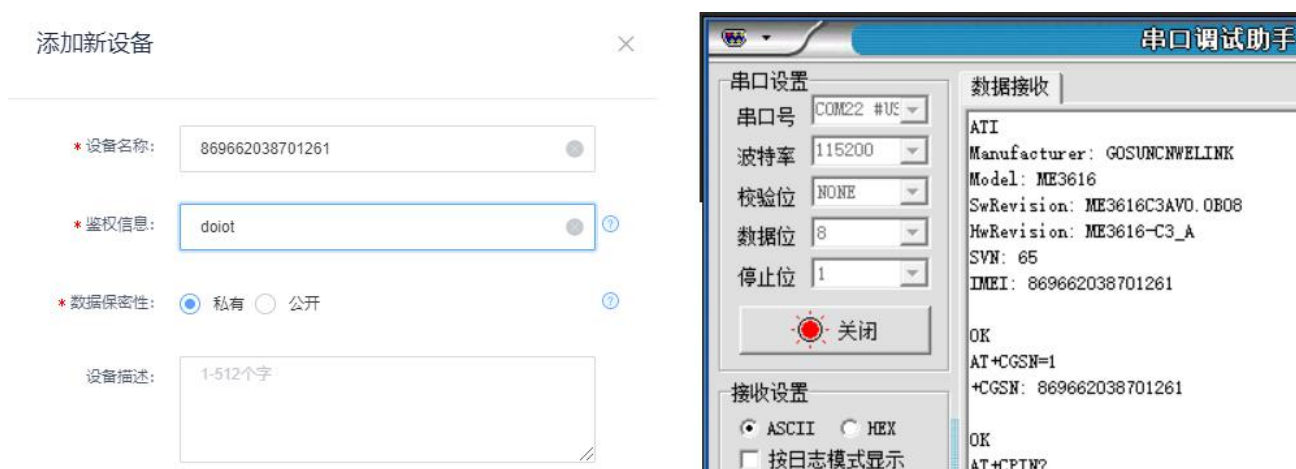 添加新设备
* 设备名称: 869662038701261
* 鉴权信息: doiot
* 数据保密性: 私有 公开
设备描述: 1-512个字
串口调试助手
串口设置
串口号 COM22 #US
波特率 115200
校验位 NONE
数据位 8
停止位 1
关闭
接收设置
ASCII HEX
按日志模式显示
数据接收
ATI
Manufacturer: GOSUNCNWELINK
Model: ME3616
SwRevision: ME3616C3AV0.0B08
HwRevision: ME3616-C3_A
SVN: 65
IMEI: 869662038701261
OK
AT+CGSN=1
+CGSN: 869662038701261
OK
AT+CPIN?